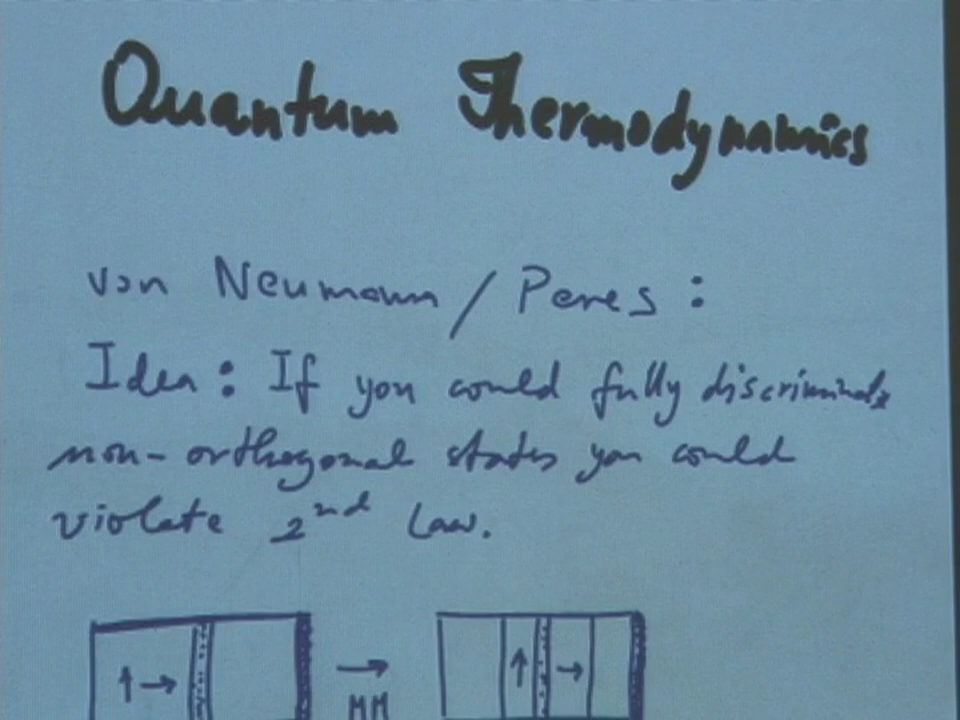 Quantum Thermodynamics
von Neumann / Peres :
Idea : If you could fully discriminate
non-orthogonal states you could
violate 2nd Law.
↑ → → ↑ →
MM